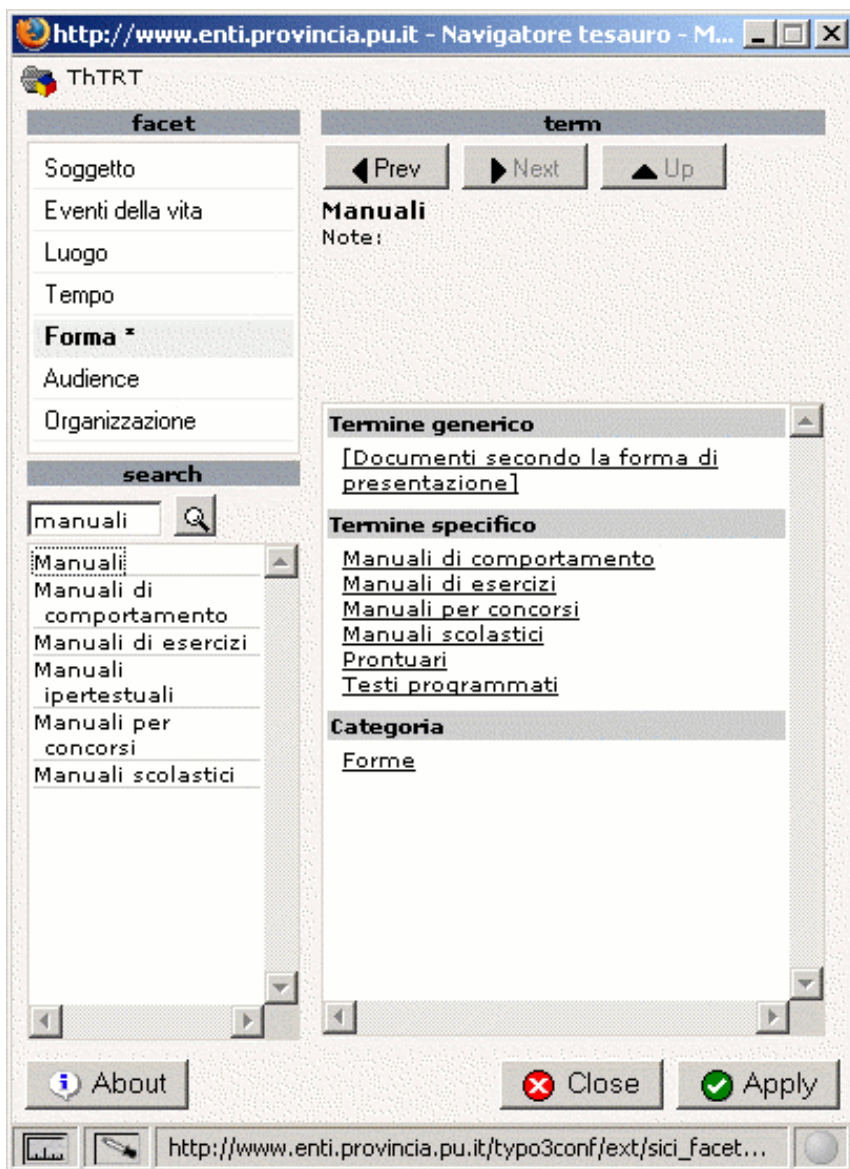 http://www.enti.provincia.pu.it - Navigatore tesauro - M...
ThTRT
facet
Soggetto
Eventi della vita
Luogo
Tempo
Forma *
Audience
Organizzazione
search
manuali
Manuali
Manuali di
comportamento
Manuali di esercizi
Manuali
ipertestuali
Manuali per
concorsi
Manuali scolastici
term
Prev
Next
Up
Manuali
Note:
Termine generico
[Documenti secondo la forma di
presentazione]
Termine specifico
Manuali di comportamento
Manuali di esercizi
Manuali per concorsi
Manuali scolastici
Prontuari
Testi programmati
Categoria
Forme
About
Close
Apply
http://www.enti.provincia.pu.it/typo3conf/ext/sici_facet...